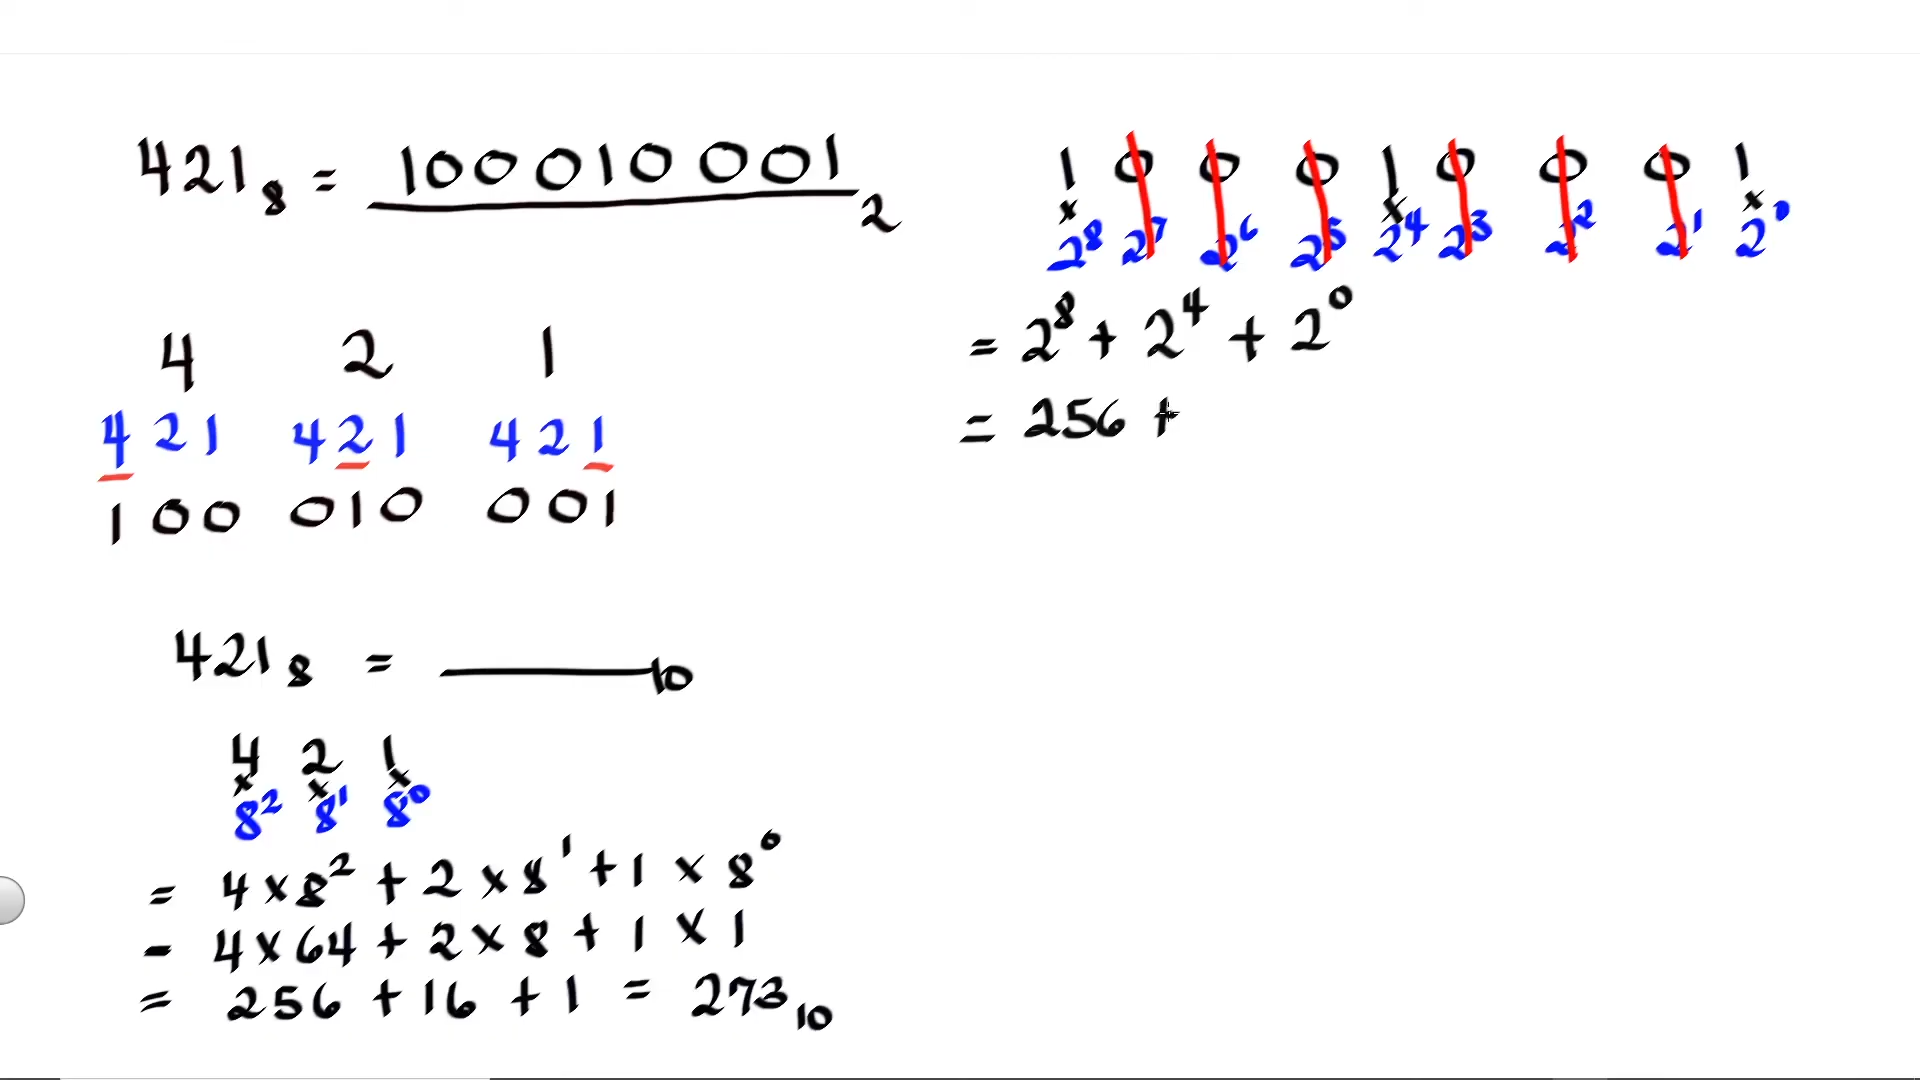 421₈ = 100010001₂
4 2 1
421 421 421
100 010 001
421₈ = ______₁₀
4 2 1
× × ×
8² 8¹ 8⁰
= 4 × 8² + 2 × 8¹ + 1 × 8⁰
- 4 × 64 + 2 × 8 + 1 × 1
= 256 + 16 + 1 = 273₁₀
1 0 0 0 1 0 0 0 1
× × ×
2⁸ 2⁷ 2⁶ 2⁵ 2⁴ 2³ 2² 2¹ 2⁰
= 2⁸ + 2⁴ + 2⁰
= 256 +